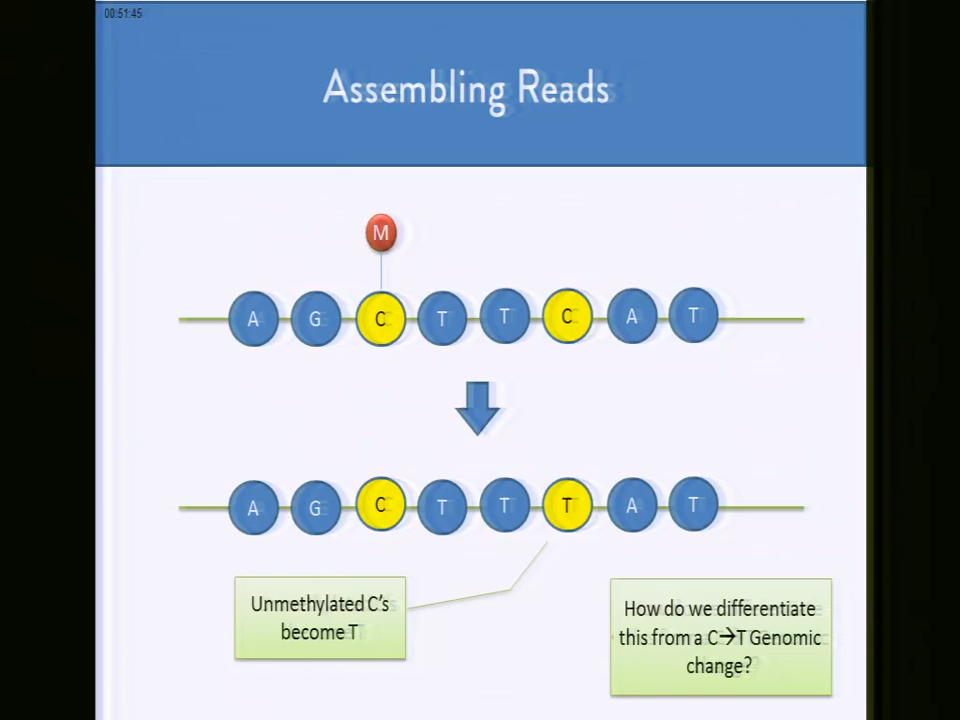 00:51:45
Assembling Reads
M
A G C T T C A T
A G C T T T A T
Unmethylated C's
become T
How do we differentiate
this from a C→T Genomic
change?